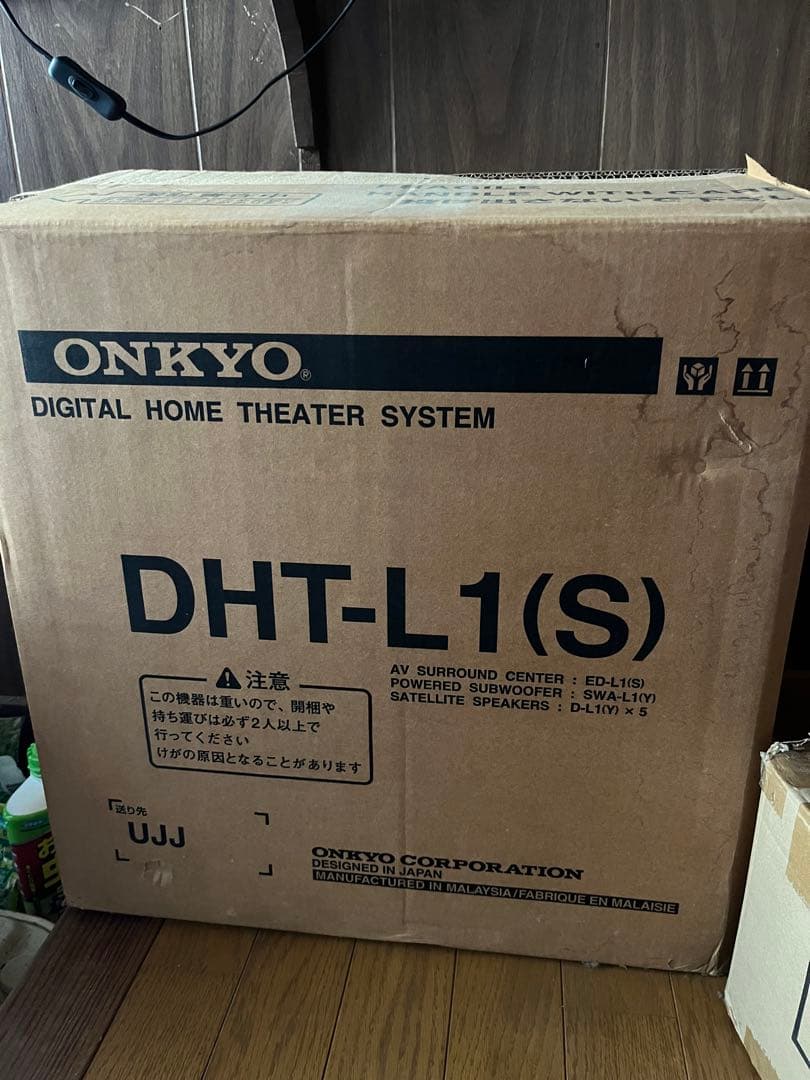 HANDLE WITH CARE
ONKYO®
DIGITAL HOME THEATER SYSTEM
DHT-L1(S)
AV SURROUND CENTER : ED-L1(S)
POWERED SUBWOOFER : SWA-L1(Y)
SATELLITE SPEAKERS : D-L1(Y) × 5
注意
この機器は重いので、開梱や
持ち運びは必ず2人以上で
行ってください
けがの原因となることがあります
送り先
UJJ
ONKYO CORPORATION
DESIGNED IN JAPAN
MANUFACTURED IN MALAYSIA/FABRIQUE EN MALAISIE